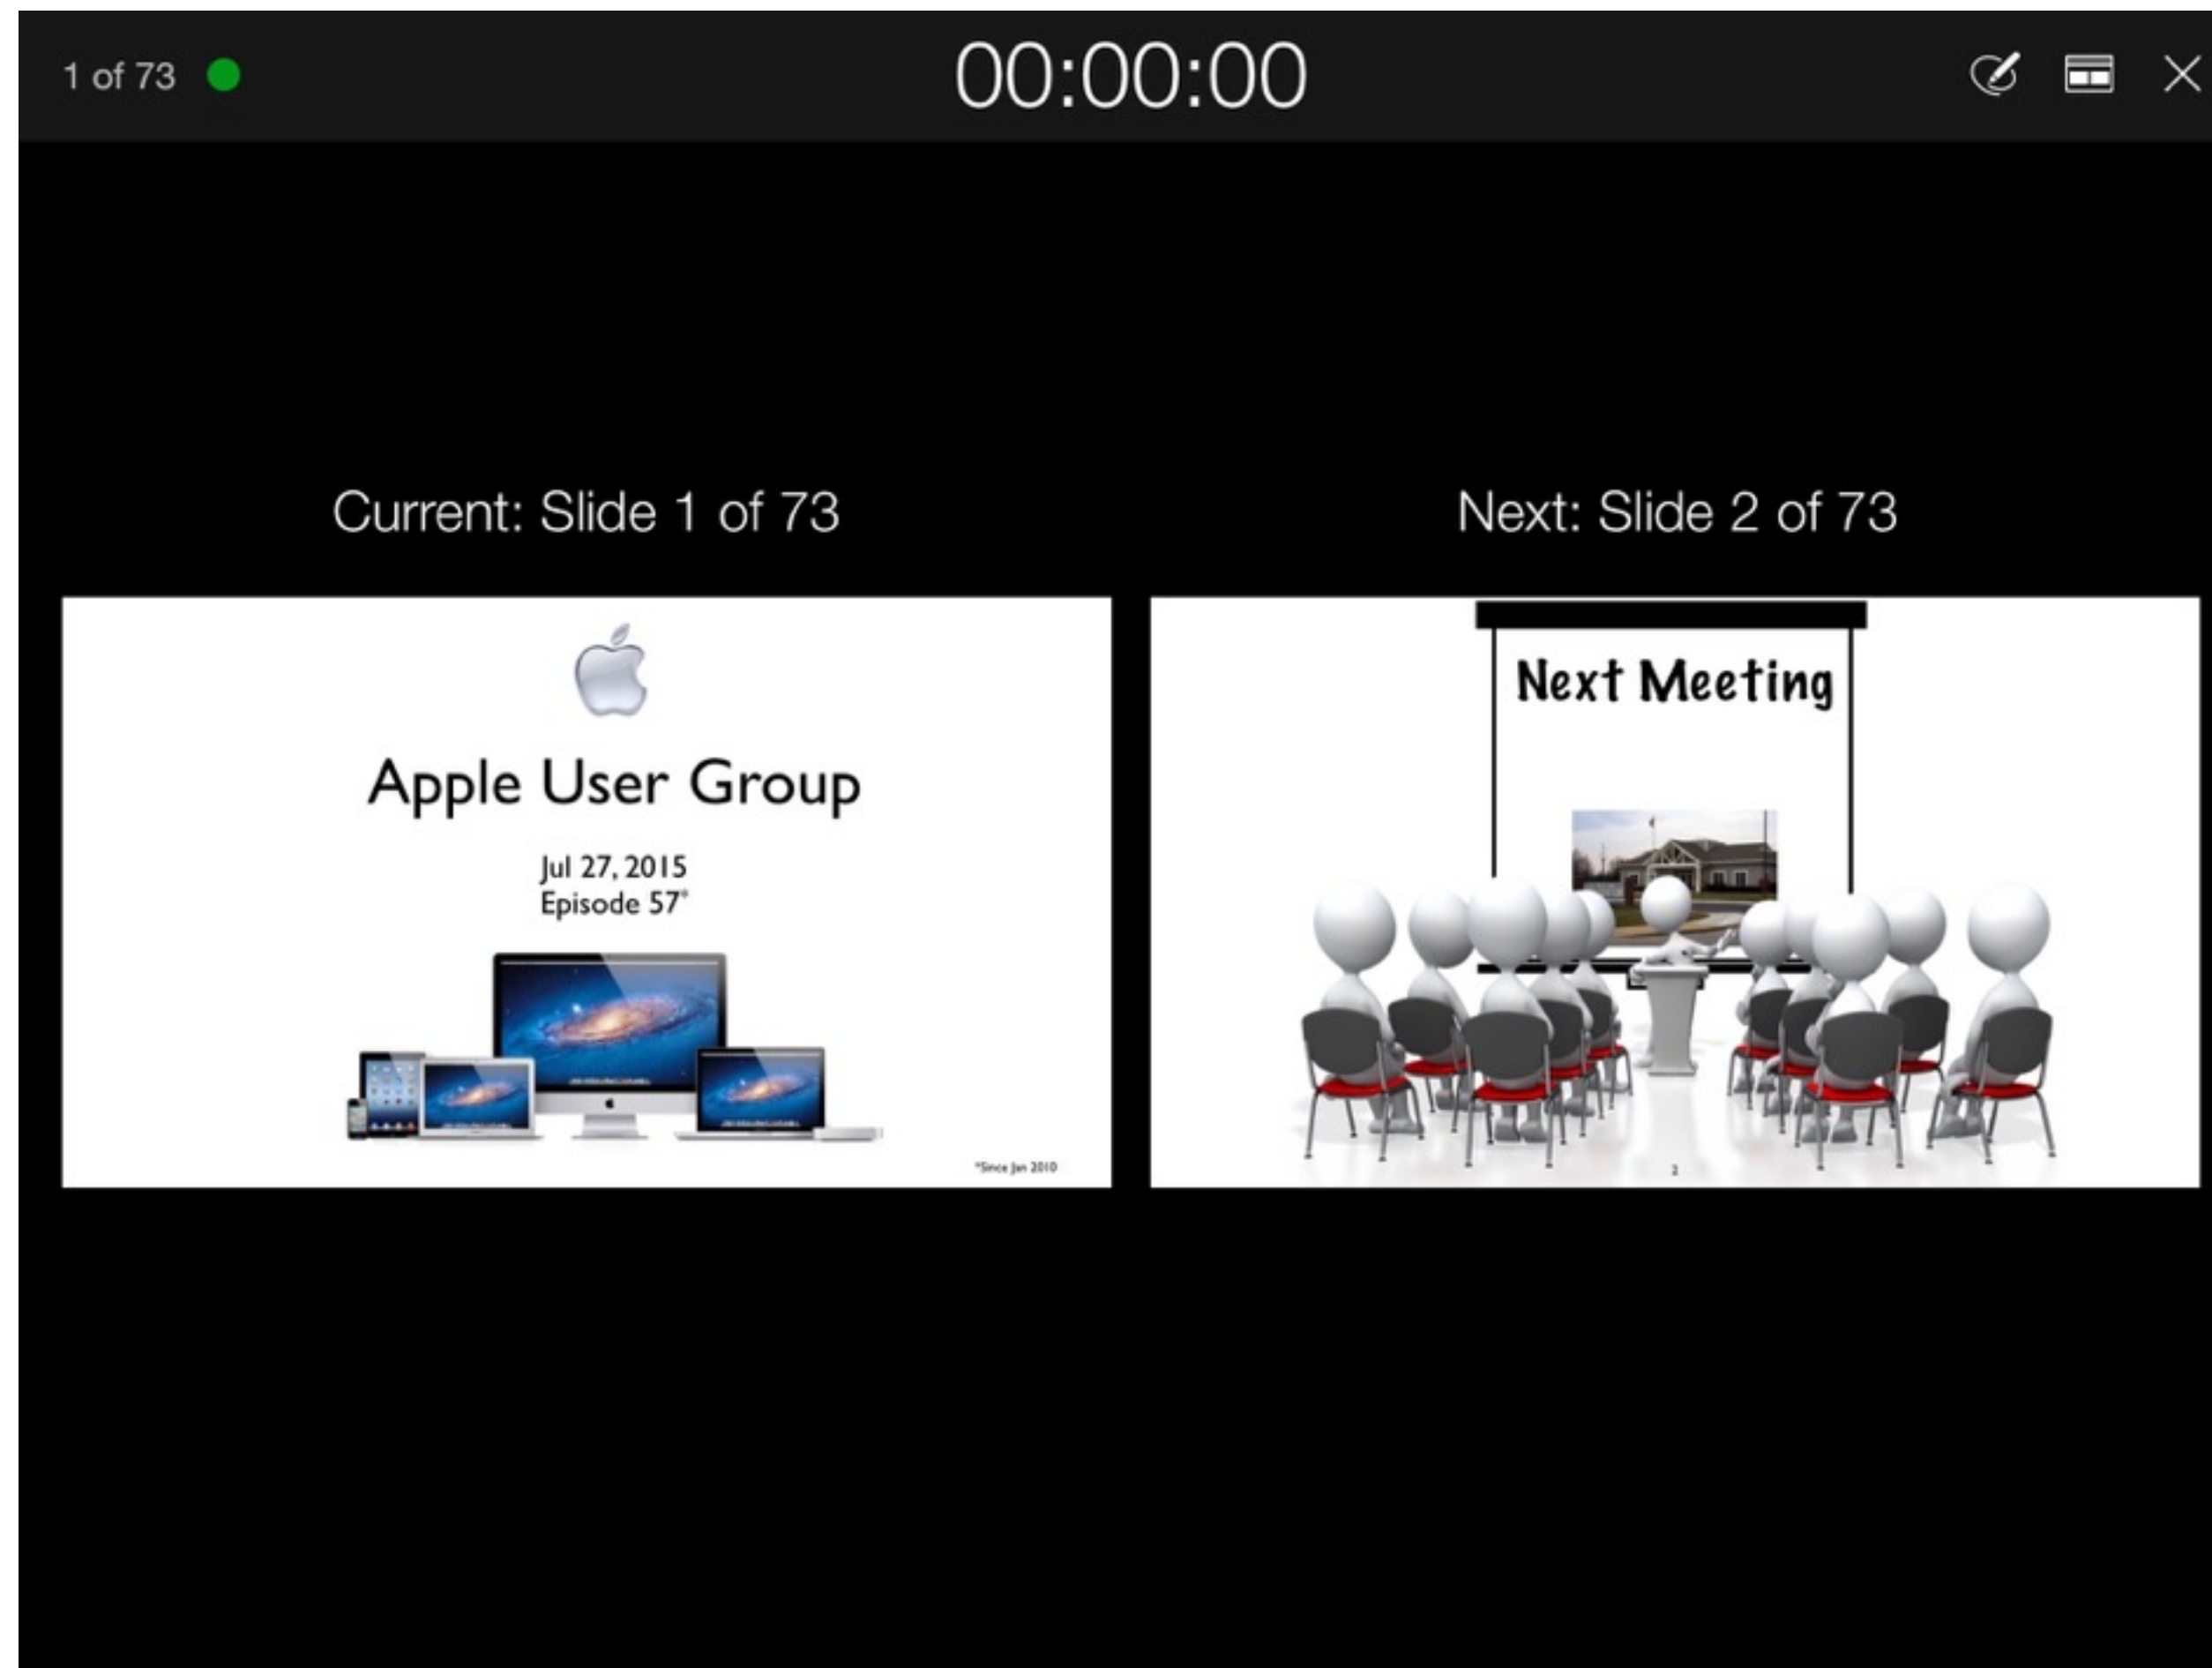 1 of 73
00:00:00
Current: Slide 1 of 73
Next: Slide 2 of 73
Apple User Group
Jul 27, 2015
Episode 57*
*Since Jan 2010
Next Meeting
2